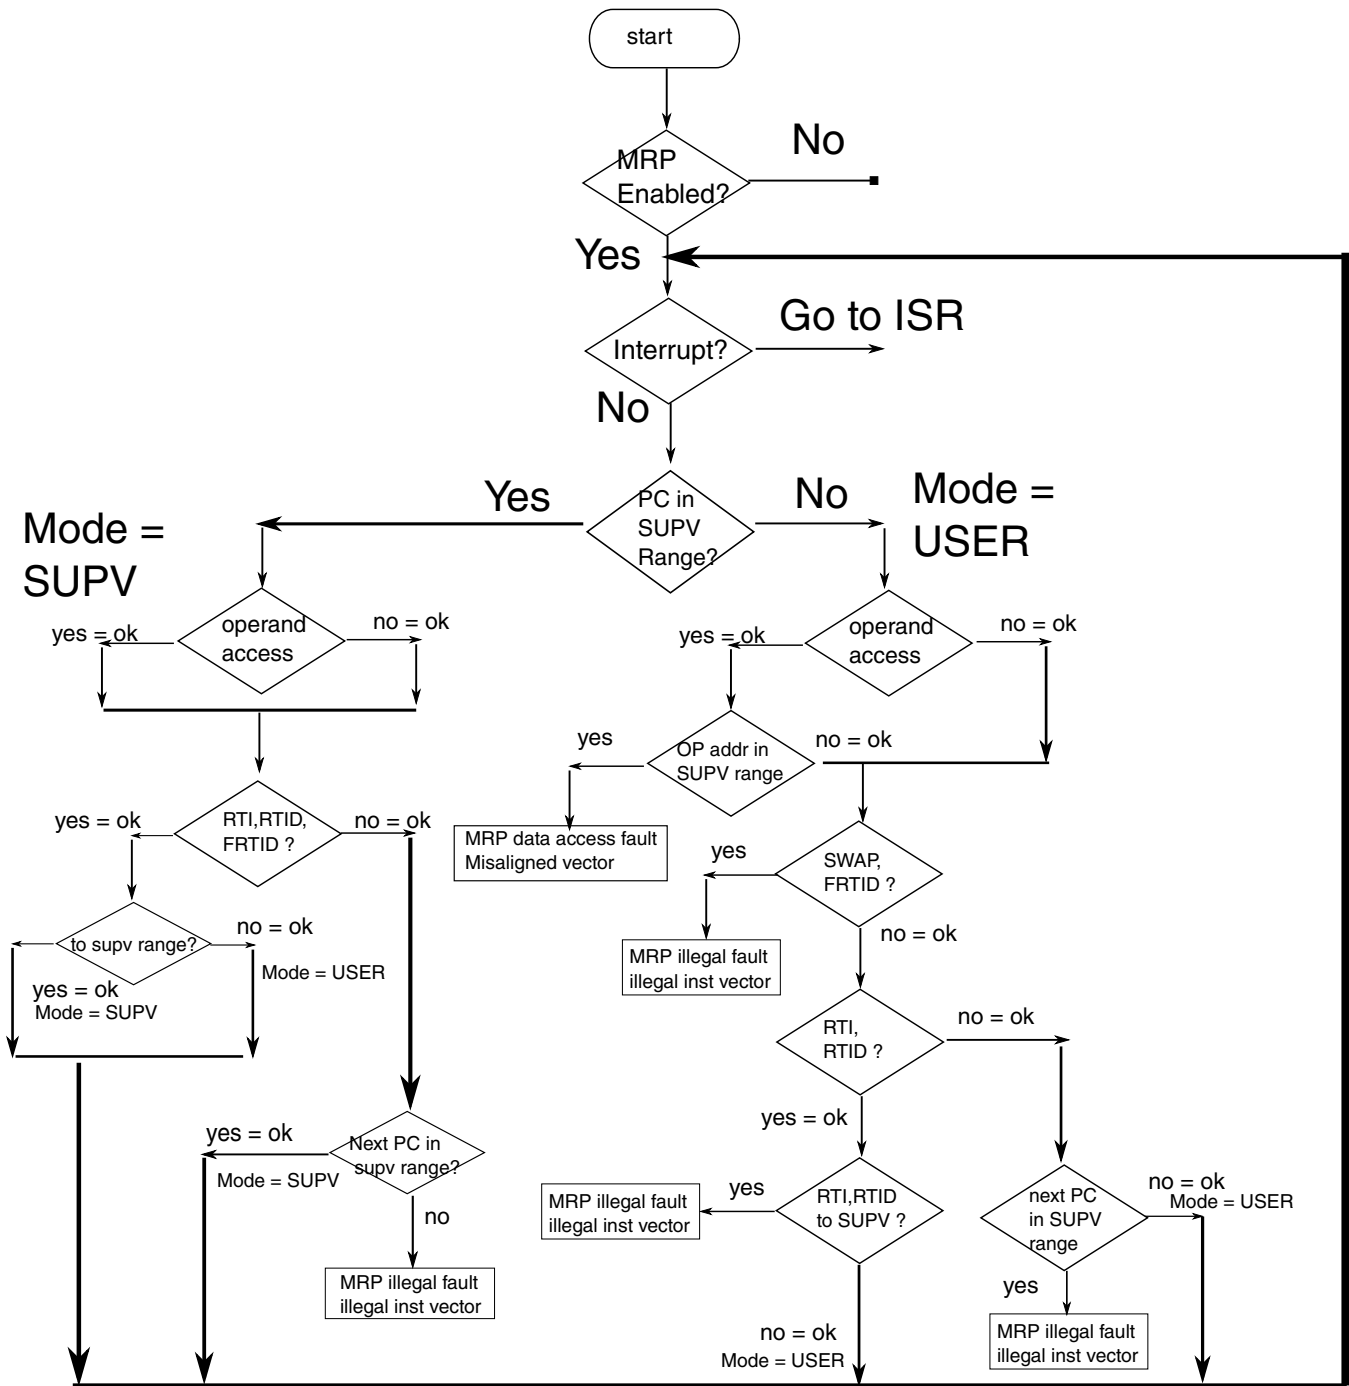 start
MRP
Enabled?
No
Yes
Interrupt?
Go to ISR
No
PC in
SUPV
Range?
Yes
No
Mode =
SUPV
Mode =
USER
operand
access
yes = ok
no = ok
operand
access
yes = ok
no = ok
OP addr in
SUPV range
yes
no = ok
MRP data access fault
Misaligned vector
RTI,RTID,
FRTID ?
yes = ok
no = ok
SWAP,
FRTID ?
yes
no = ok
MRP illegal fault
illegal inst vector
to supv range?
no = ok
Mode = USER
yes = ok
Mode = SUPV
RTI,
RTID ?
no = ok
yes = ok
Next PC in
supv range?
yes = ok
Mode = SUPV
no
MRP illegal fault
illegal inst vector
RTI,RTID
to SUPV ?
yes
MRP illegal fault
illegal inst vector
no = ok
Mode = USER
next PC
in SUPV
range
no = ok
Mode = USER
yes
MRP illegal fault
illegal inst vector